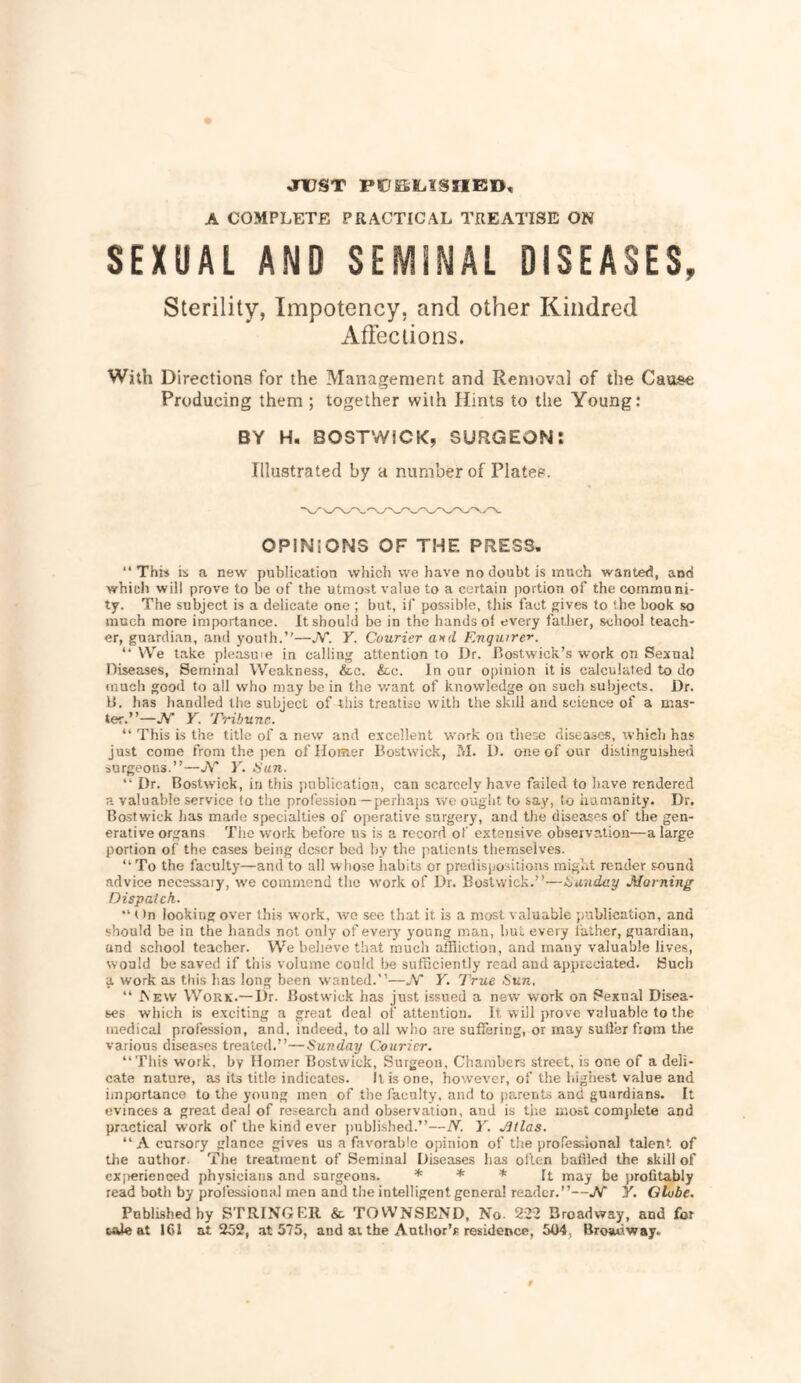 JUST PUBLISHED,
A COMPLETE PRACTICAL TREATISE ON
SEXUAL AND SEMINAL DISEASES,
Sterility, Impotency, and other Kindred
Affections.
With Directions for the Management and Removal of the Cause
Producing them ; together with Hints to the Young:
BY H. BOSTWICK, SURGEON:
Illustrated by a number of Plates.
OPINIONS OF THE PRESS.
“ This is a new publication which we have no doubt is much wanted, and
which will prove to be of the utmost value to a certain portion of the communi-
ty. The subject is a delicate one ; but, if possible, this fact gives to the book so
much more importance. It should be in the hands of every father, school teach-
er, guardian, and youth.”—N. Y. Courier and Enquirer.
“ We take pleasure in calling attention to Dr. Bostwick’s work on Sexual
Diseases, Seminal Weakness, &c. &c. In our opinion it is calculated to do
much good to all who may be in the want of knowledge on such subjects. Dr.
B. has handled the subject of this treatise with the skill and science of a mas-
ter.”—N Y. Tribune.
“ This is the title of a new and excellent work on these diseases, which has
just come from the pen of Homer Bostwick, M. D. one of our distinguished
surgeons.”—N Y. Sun.
“ Dr. Bostwick, in this publication, can scarcely have failed to have rendered
a valuable service to the profession—perhaps we ought to say, to humanity. Dr.
Bostwick has made specialties of operative surgery, and the diseases of the gen-
erative organs The work before us is a record of extensive observation—a large
portion of the cases being descr bed by the patients themselves.
“ To the faculty—and to all whose habits or predispositions might render sound
advice necessary, we commend the work of Dr. Bostwick.”—Sunday Morning
Dispatch.
“ On looking over this work, we see that it is a most valuable publication, and
should be in the hands not only of every young man, but every father, guardian,
and school teacher. We believe that much affliction, and many valuable lives,
would be saved if this volume could be sufficiently read and appreciated. Such
a work as this has long been wanted.”—N Y. True Sun,
“ New Work.—Dr. Bostwick has just issued a new work on Sexual Disea-
ses which is exciting a great deal of attention. It will prove valuable to the
medical profession, and, indeed, to all who are suffering, or may suffer from the
various diseases treated.”—Sunday Courier.
“ This work, by Homer Bostwick, Surgeon, Chambers street, is one of a deli-
cate nature, as its title indicates. It is one, however, of the highest value and
importance to the young men of the faculty, and to parents and guardians. It
evinces a great deal of research and observation, and is the most complete and
practical work of the kind ever published.”—N. Y. Atlas.
“ A cursory glance gives us a favorable opinion of the professional talent of
the author. The treatment of Seminal Diseases has often baffled the skill of
experienced physicians and surgeons. * * * It may be profitably
read both by professional men and the intelligent general reader.”—N Y. Globe.
Published by STRINGER & TOWNSEND, No. 222 Broadway, and for
sale at 161 at 252, at 575, and at the Author’s residence, 504, Broadway.